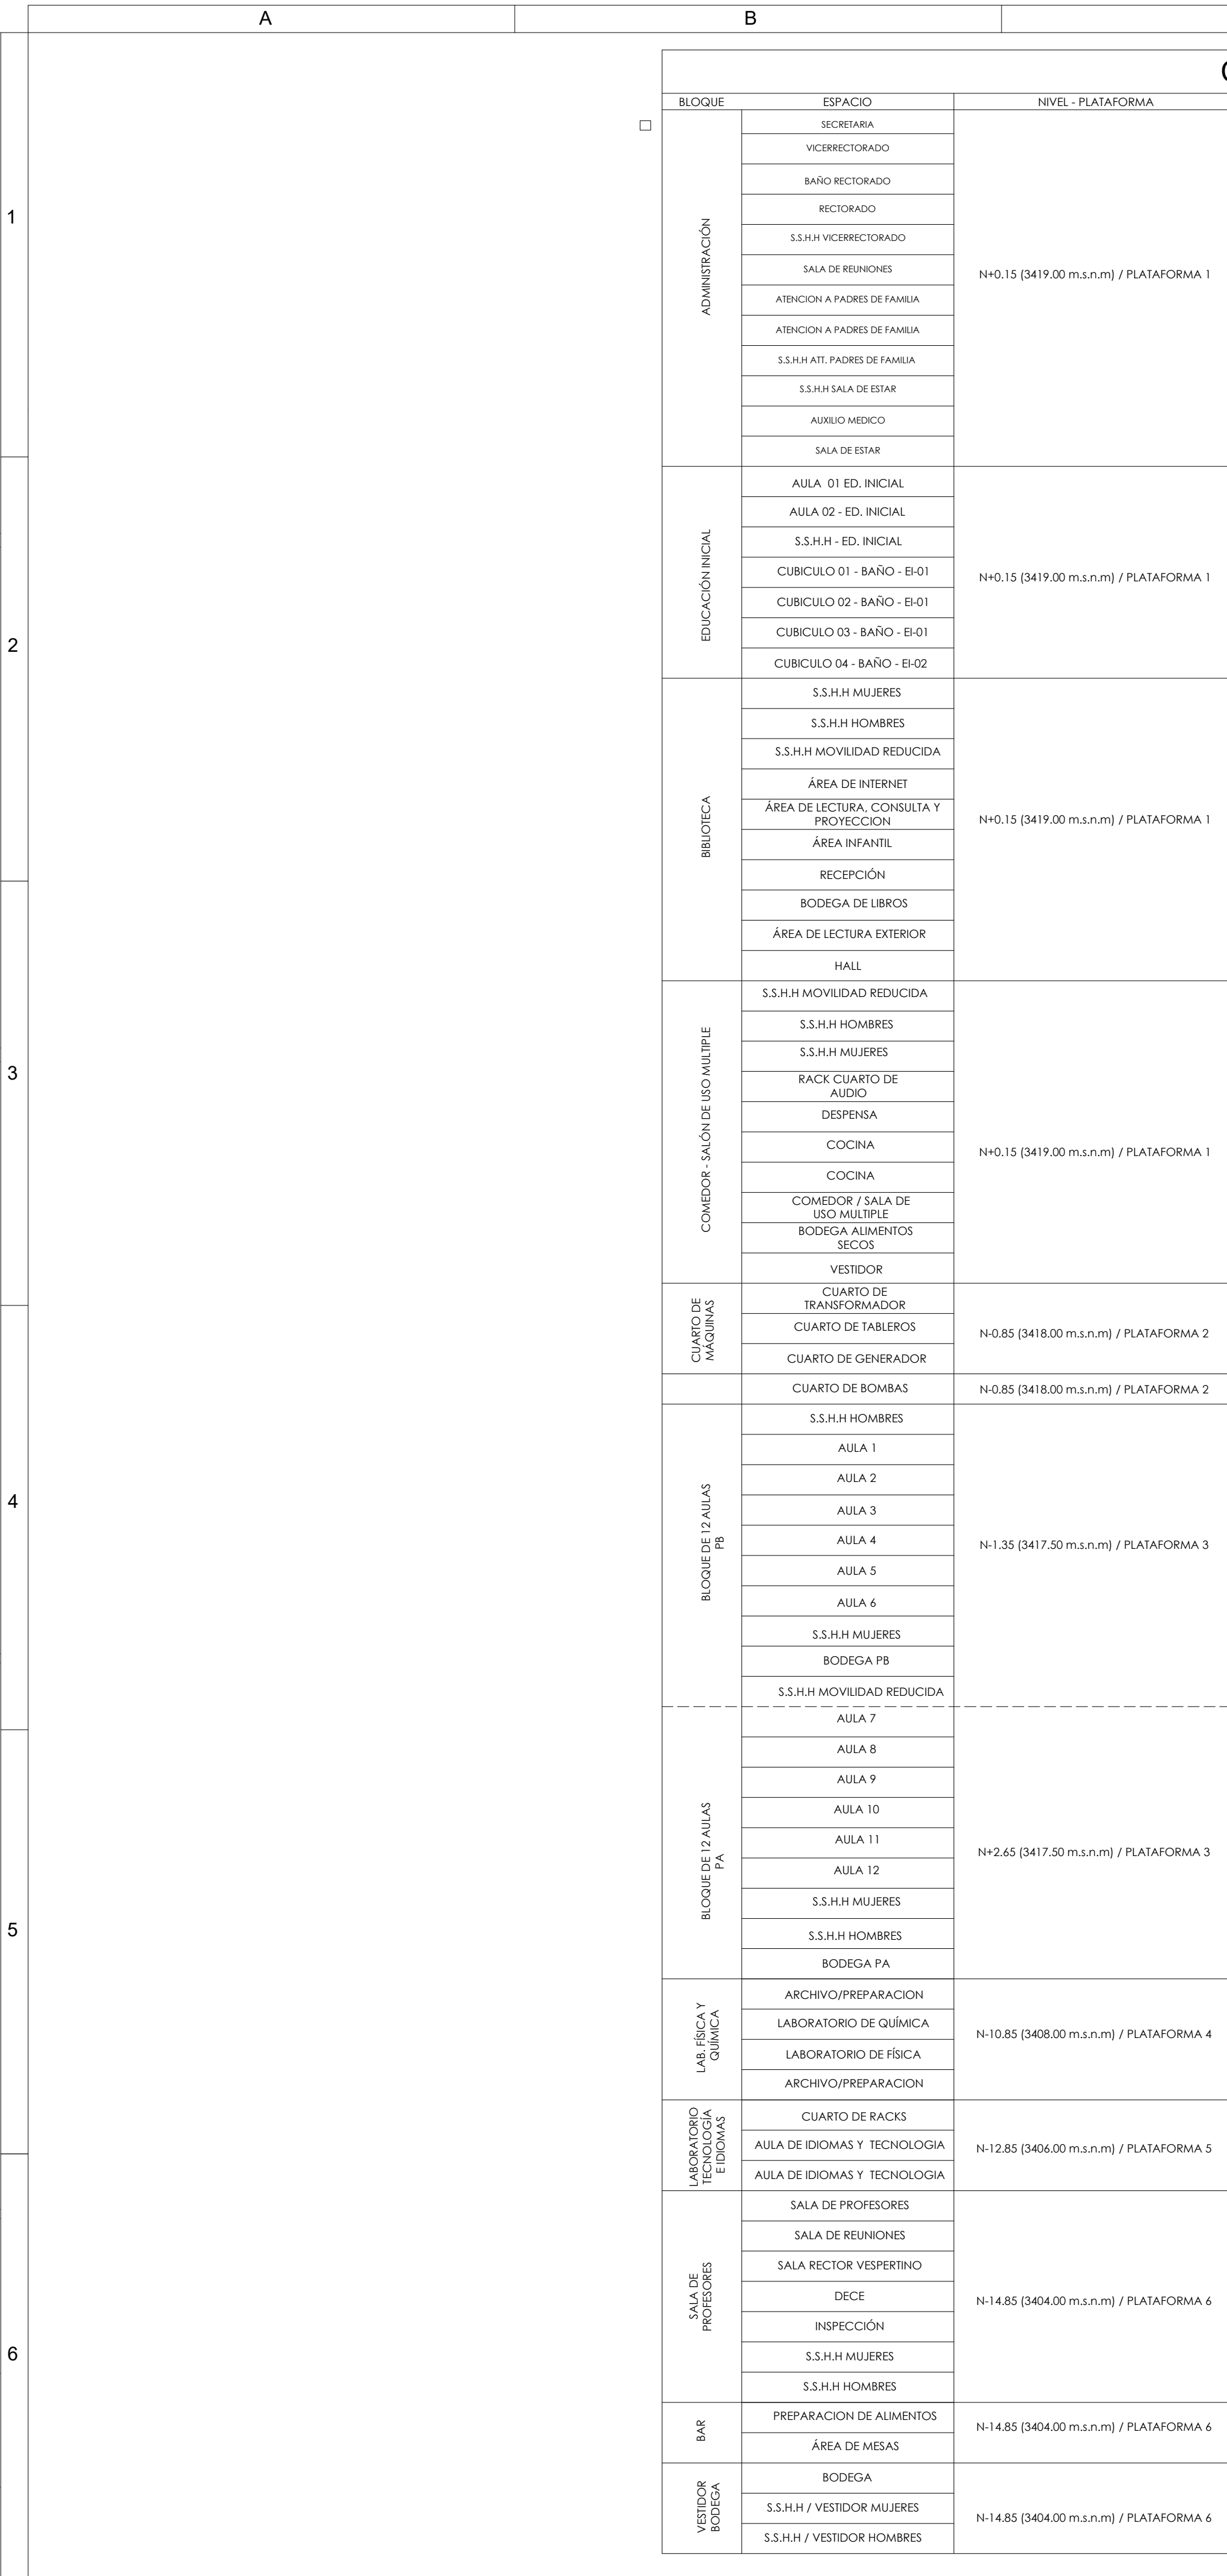 A
B
C
BLOQUE
ESPACIO
NIVEL - PLATAFORMA
1
ADMINISTRACIÓN
SECRETARIA
VICERRECTORADO
BAÑO RECTORADO
RECTORADO
S.S.H.H VICERRECTORADO
SALA DE REUNIONES
ATENCION A PADRES DE FAMILIA
ATENCION A PADRES DE FAMILIA
S.S.H.H ATT. PADRES DE FAMILIA
S.S.H.H SALA DE ESTAR
AUXILIO MEDICO
SALA DE ESTAR
N+0.15 (3419.00 m.s.n.m) / PLATAFORMA 1
2
EDUCACIÓN INICIAL
AULA 01 ED. INICIAL
AULA 02 - ED. INICIAL
S.S.H.H - ED. INICIAL
CUBICULO 01 - BAÑO - EI-01
CUBICULO 02 - BAÑO - EI-01
CUBICULO 03 - BAÑO - EI-01
CUBICULO 04 - BAÑO - EI-02
N+0.15 (3419.00 m.s.n.m) / PLATAFORMA 1
BIBLIOTECA
S.S.H.H MUJERES
S.S.H.H HOMBRES
S.S.H.H MOVILIDAD REDUCIDA
ÁREA DE INTERNET
ÁREA DE LECTURA, CONSULTA Y
PROYECCION
ÁREA INFANTIL
RECEPCIÓN
BODEGA DE LIBROS
ÁREA DE LECTURA EXTERIOR
HALL
N+0.15 (3419.00 m.s.n.m) / PLATAFORMA 1
3
COMEDOR - SALÓN DE USO MULTIPLE
S.S.H.H MOVILIDAD REDUCIDA
S.S.H.H HOMBRES
S.S.H.H MUJERES
RACK CUARTO DE
AUDIO
DESPENSA
COCINA
COCINA
COMEDOR / SALA DE
USO MULTIPLE
BODEGA ALIMENTOS
SECOS
VESTIDOR
N+0.15 (3419.00 m.s.n.m) / PLATAFORMA 1
CUARTO DE
MÁQUINAS
CUARTO DE
TRANSFORMADOR
CUARTO DE TABLEROS
CUARTO DE GENERADOR
N-0.85 (3418.00 m.s.n.m) / PLATAFORMA 2
CUARTO DE BOMBAS
N-0.85 (3418.00 m.s.n.m) / PLATAFORMA 2
4
BLOQUE DE 12 AULAS
PB
S.S.H.H HOMBRES
AULA 1
AULA 2
AULA 3
AULA 4
AULA 5
AULA 6
S.S.H.H MUJERES
BODEGA PB
S.S.H.H MOVILIDAD REDUCIDA
N-1.35 (3417.50 m.s.n.m) / PLATAFORMA 3
5
BLOQUE DE 12 AULAS
PA
AULA 7
AULA 8
AULA 9
AULA 10
AULA 11
AULA 12
S.S.H.H MUJERES
S.S.H.H HOMBRES
BODEGA PA
N+2.65 (3417.50 m.s.n.m) / PLATAFORMA 3
LAB. FÍSICA Y
QUÍMICA
ARCHIVO/PREPARACION
LABORATORIO DE QUÍMICA
LABORATORIO DE FÍSICA
ARCHIVO/PREPARACION
N-10.85 (3408.00 m.s.n.m) / PLATAFORMA 4
LABORATORIO
TECNOLOGÍA
E IDIOMAS
CUARTO DE RACKS
AULA DE IDIOMAS Y TECNOLOGIA
AULA DE IDIOMAS Y TECNOLOGIA
N-12.85 (3406.00 m.s.n.m) / PLATAFORMA 5
6
SALA DE
PROFESORES
SALA DE PROFESORES
SALA DE REUNIONES
SALA RECTOR VESPERTINO
DECE
INSPECCIÓN
S.S.H.H MUJERES
S.S.H.H HOMBRES
N-14.85 (3404.00 m.s.n.m) / PLATAFORMA 6
BAR
PREPARACION DE ALIMENTOS
ÁREA DE MESAS
N-14.85 (3404.00 m.s.n.m) / PLATAFORMA 6
VESTIDOR
BODEGA
BODEGA
S.S.H.H / VESTIDOR MUJERES
S.S.H.H / VESTIDOR HOMBRES
N-14.85 (3404.00 m.s.n.m) / PLATAFORMA 6